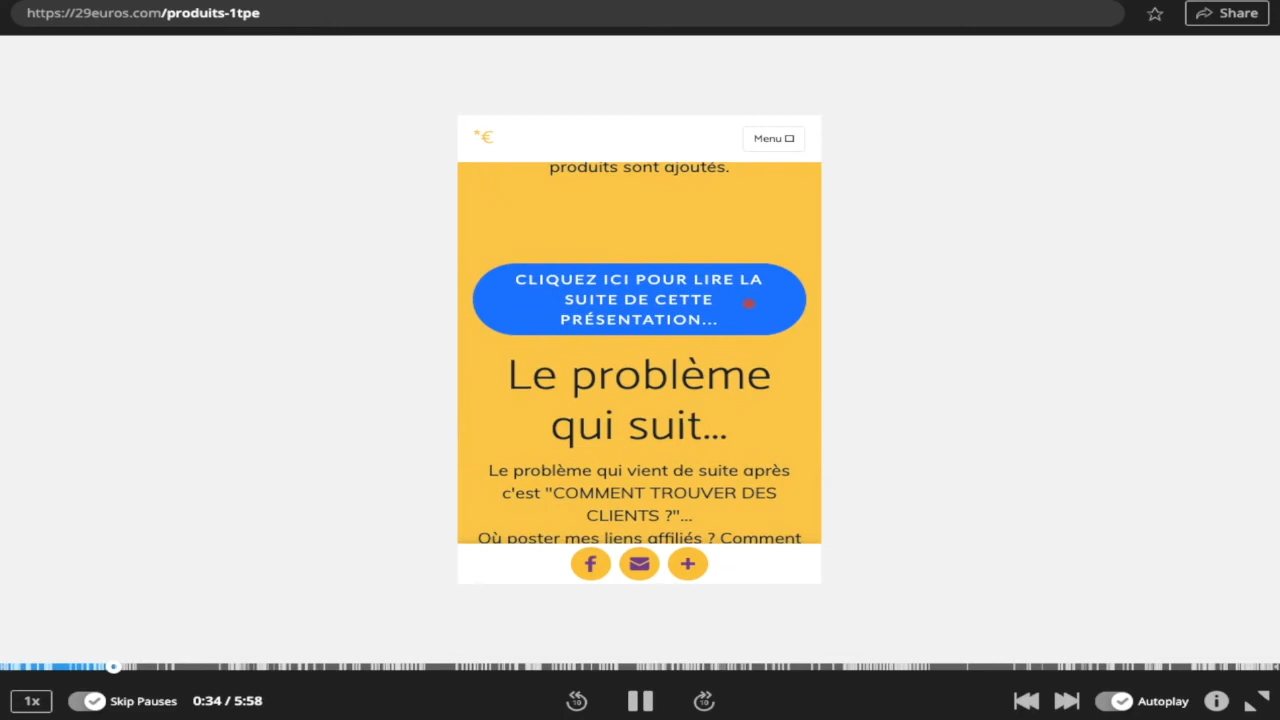 https://29euros.com/produits-1tpe
Share
*€
Menu
produits sont ajoutés.
CLIQUEZ ICI POUR LIRE LA
SUITE DE CETTE
PRÉSENTATION...
Le problème
qui suit...
Le problème qui vient de suite après
c'est "COMMENT TROUVER DES
CLIENTS ?"...
Où poster mes liens affiliés ? Comment
1x
Skip Pauses
0:34 / 5:58
10
10
Autoplay